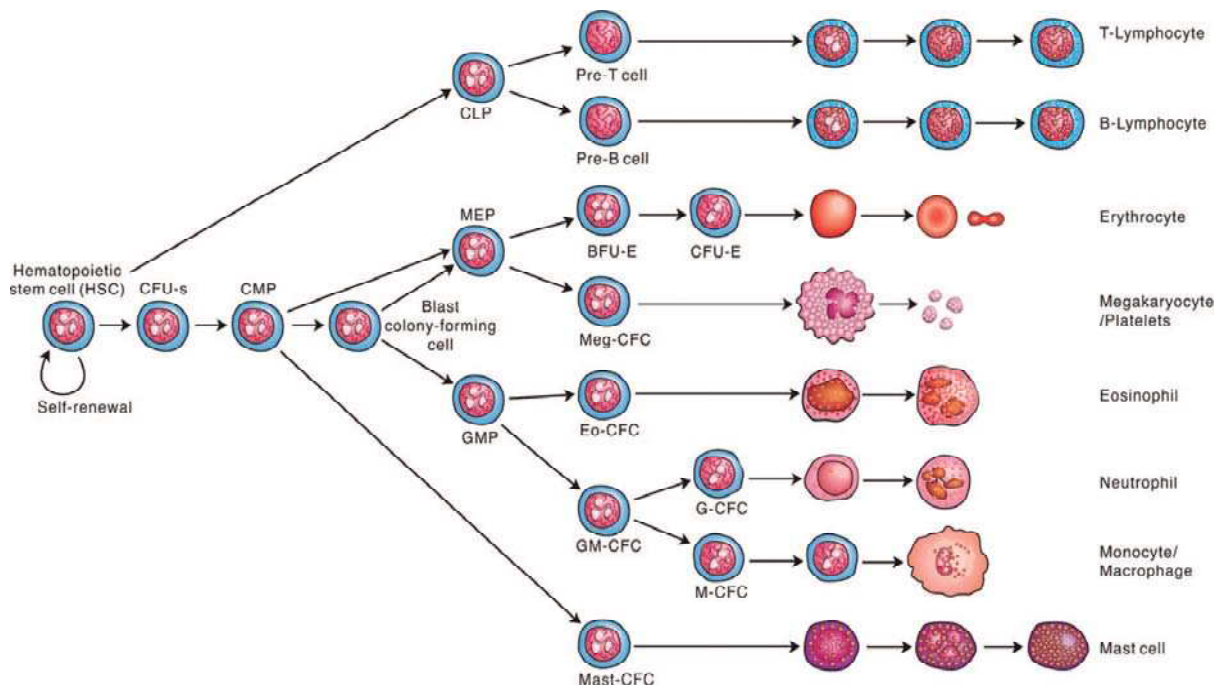 T-Lymphocyte
Pre-T cell
CLP
B-Lymphocyte
Pre-B cell
MEP
BFU-E
CFU-E
Erythrocyte
Hematopoietic
stem cell (HSC)
CFU-s
CMP
Blast
colony-forming
cell
Meg-CFC
Megakaryocyte
/Platelets
Self-renewal
GMP
Eo-CFC
Eosinophil
G-CFC
Neutrophil
GM-CFC
M-CFC
Monocyte/
Macrophage
Mast-CFC
Mast cell